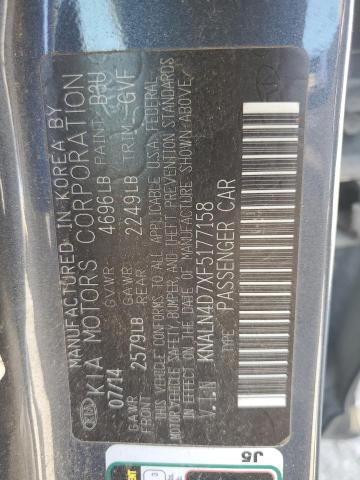 MANUFACTURED IN KOREA BY
KIA MOTORS CORPORATION
07/14 GVWR 4696LB PAINT B3U
GAWR FRONT 2579LB GAWR REAR 2249LB TRIM GVF
THIS VEHICLE CONFORMS TO ALL APPLICABLE U.S.A FEDERAL
MOTOR VEHICLE SAFETY, BUMPER, AND THEFT PREVENTION STANDARDS
IN EFFECT ON THE DATE OF MANUFACTURE SHOWN ABOVE.
V.I.N KNALN4D7XF5177158
TYPE: PASSENGER CAR
J5